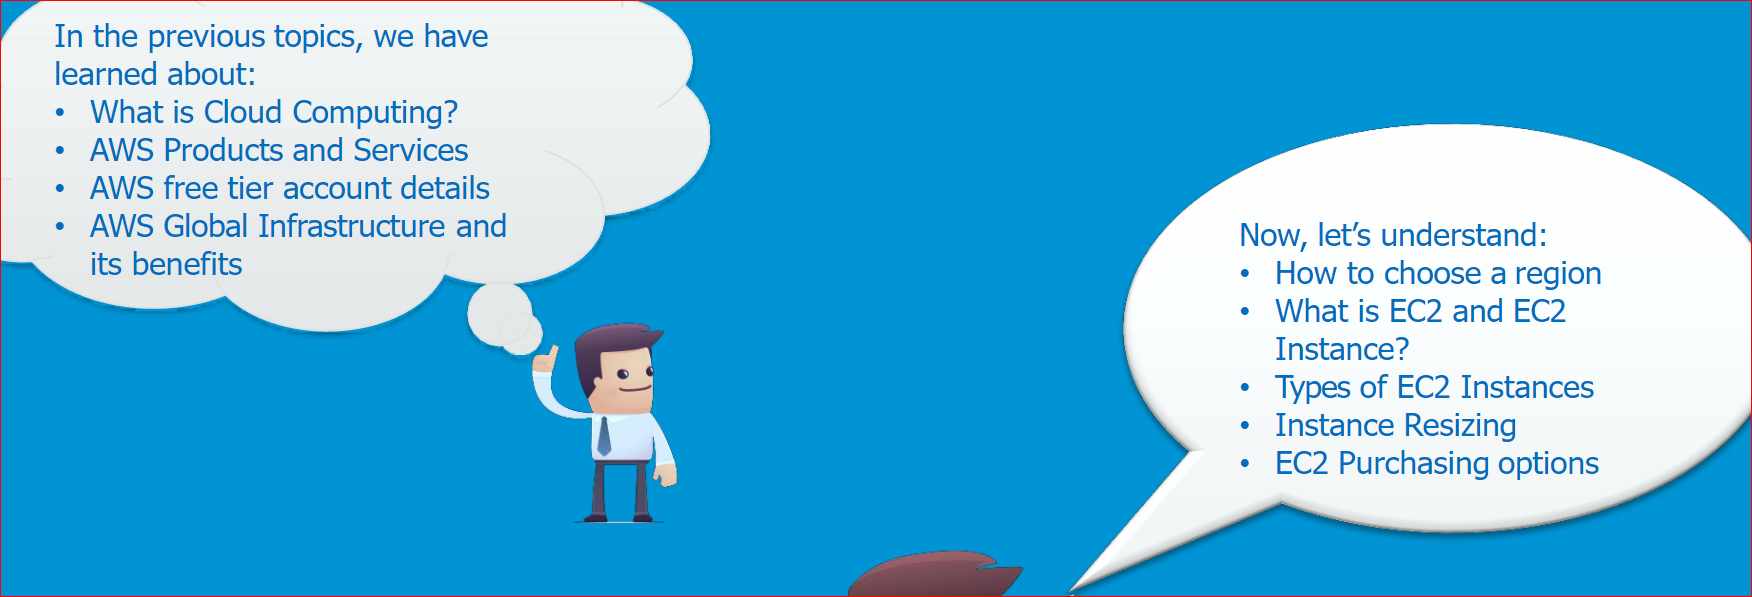 In the previous topics, we have
learned about:
• What is Cloud Computing?
• AWS Products and Services
• AWS free tier account details
• AWS Global Infrastructure and
its benefits
Now, let’s understand:
• How to choose a region
• What is EC2 and EC2
Instance?
• Types of EC2 Instances
• Instance Resizing
• EC2 Purchasing options